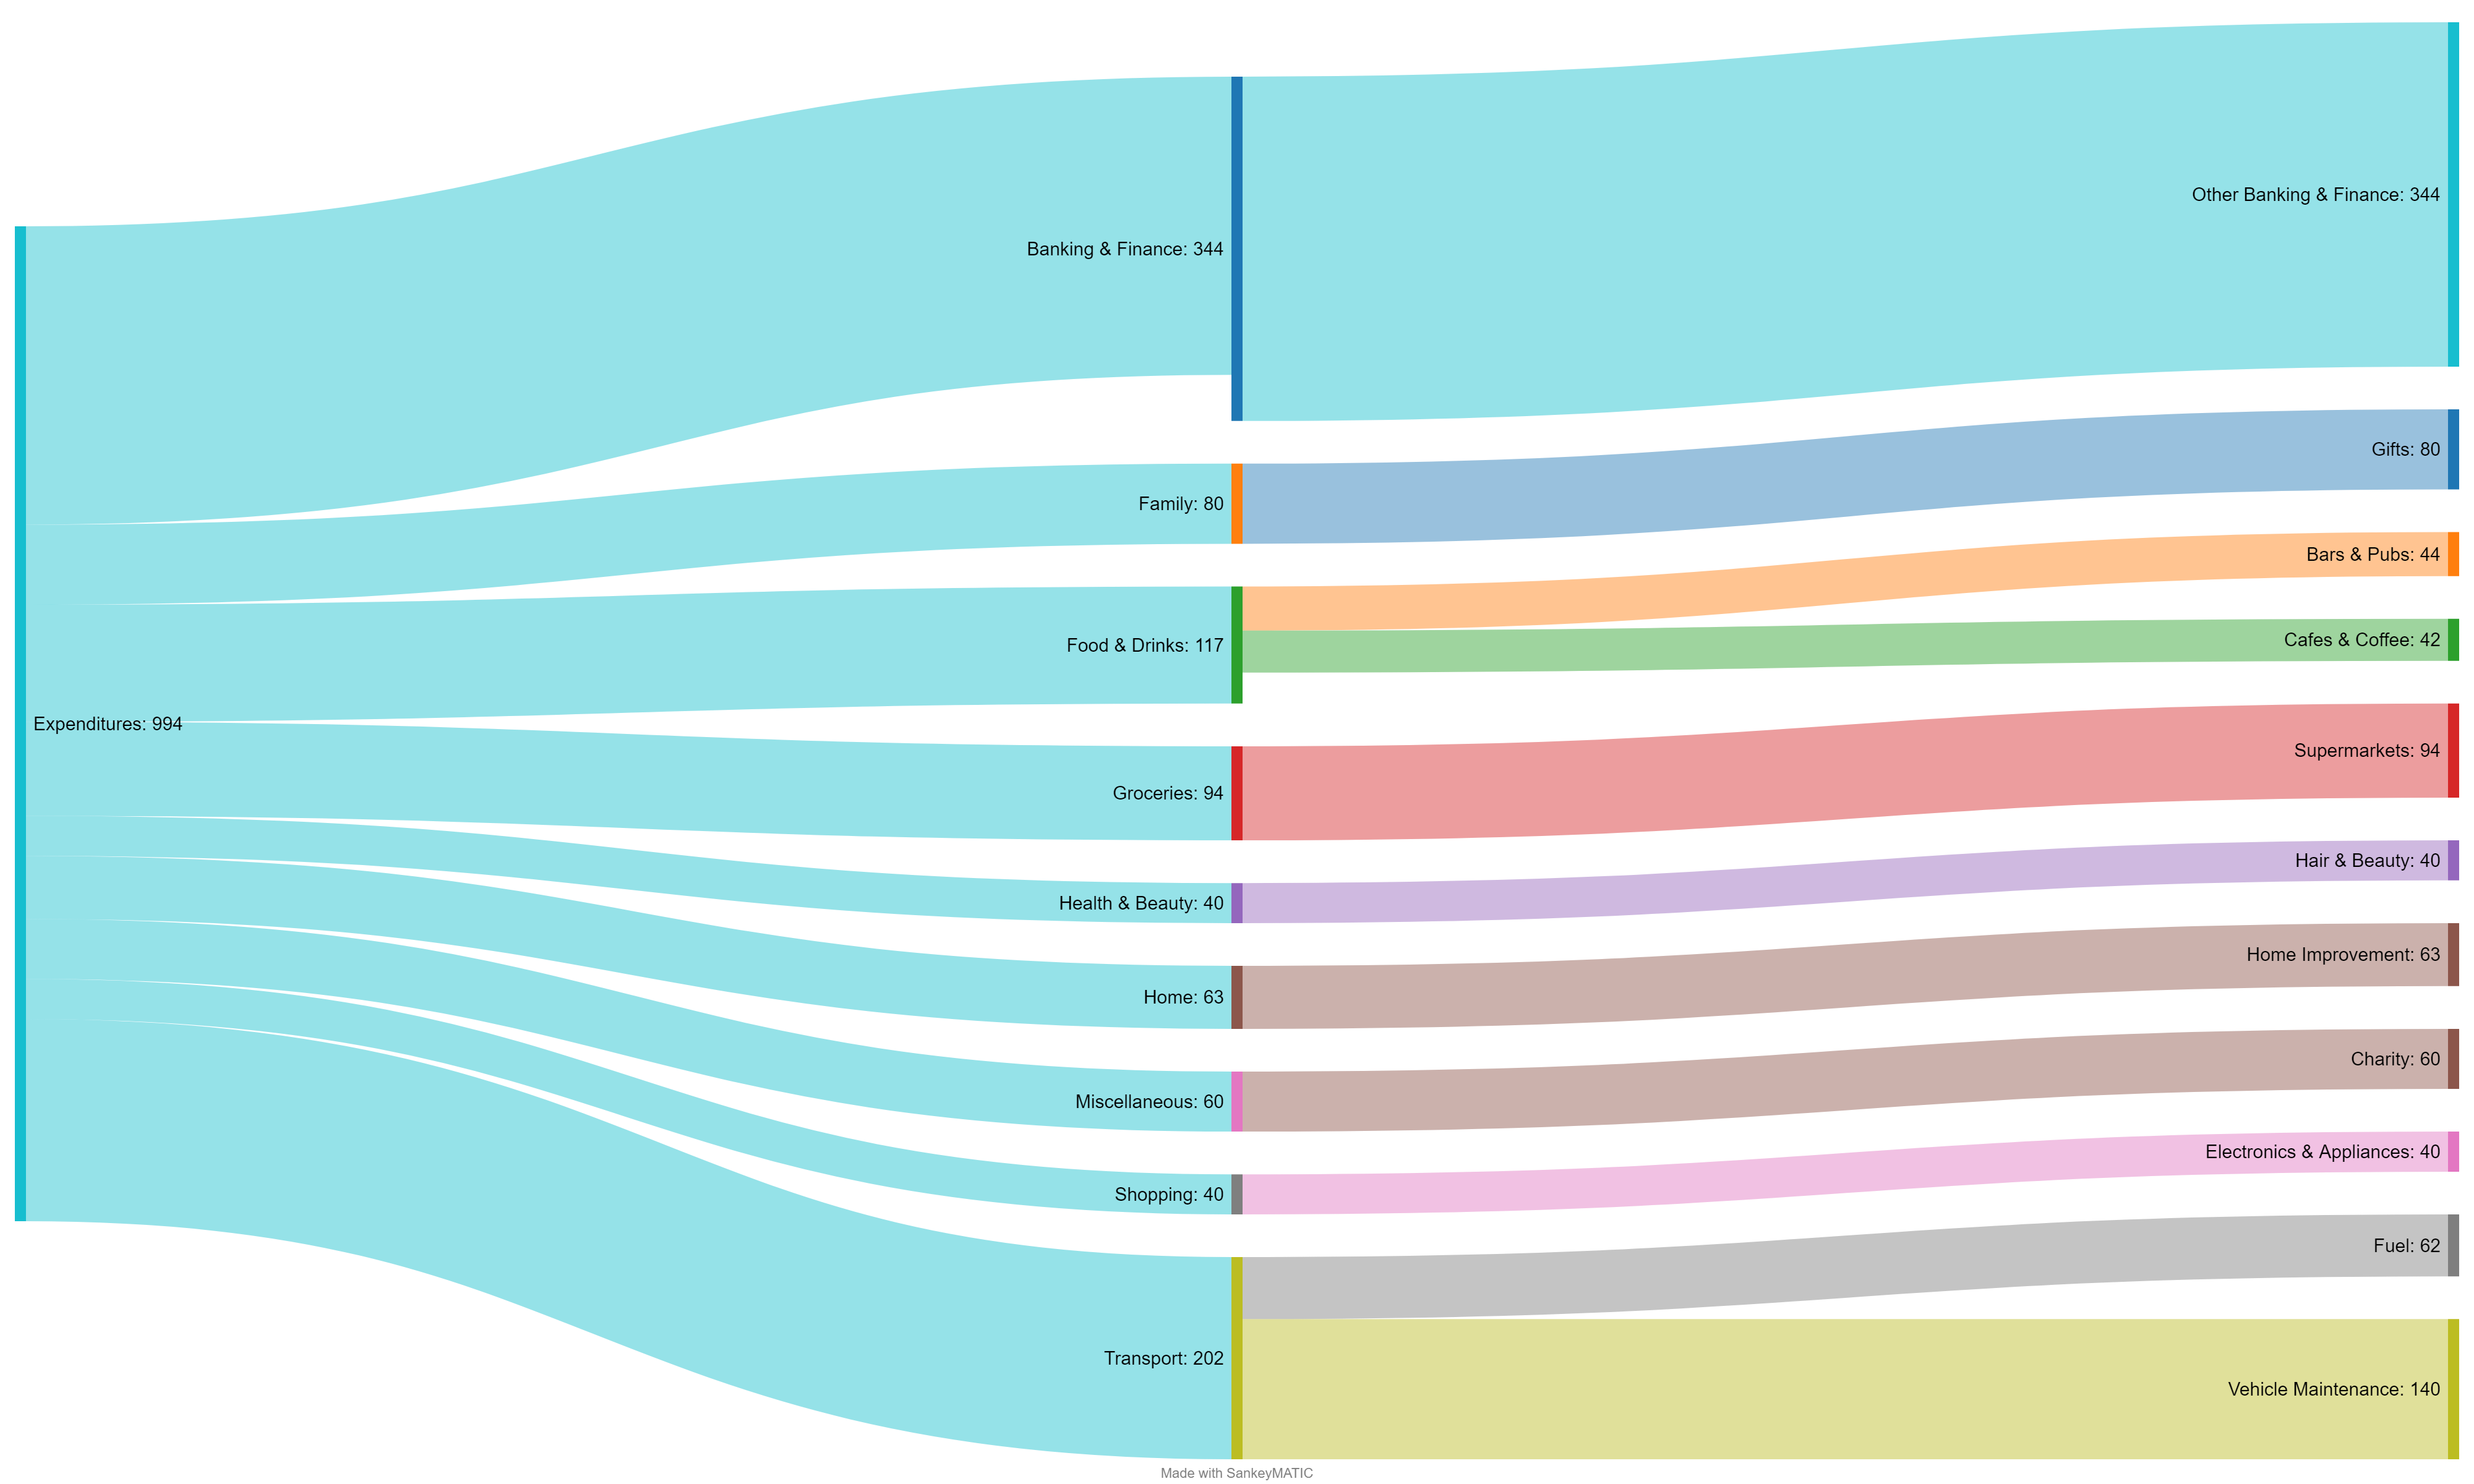 Expenditures: 994
Banking & Finance: 344
Family: 80
Food & Drinks: 117
Groceries: 94
Health & Beauty: 40
Home: 63
Miscellaneous: 60
Shopping: 40
Transport: 202
Other Banking & Finance: 344
Gifts: 80
Bars & Pubs: 44
Cafes & Coffee: 42
Supermarkets: 94
Hair & Beauty: 40
Home Improvement: 63
Charity: 60
Electronics & Appliances: 40
Fuel: 62
Vehicle Maintenance: 140
Made with SankeyMATIC